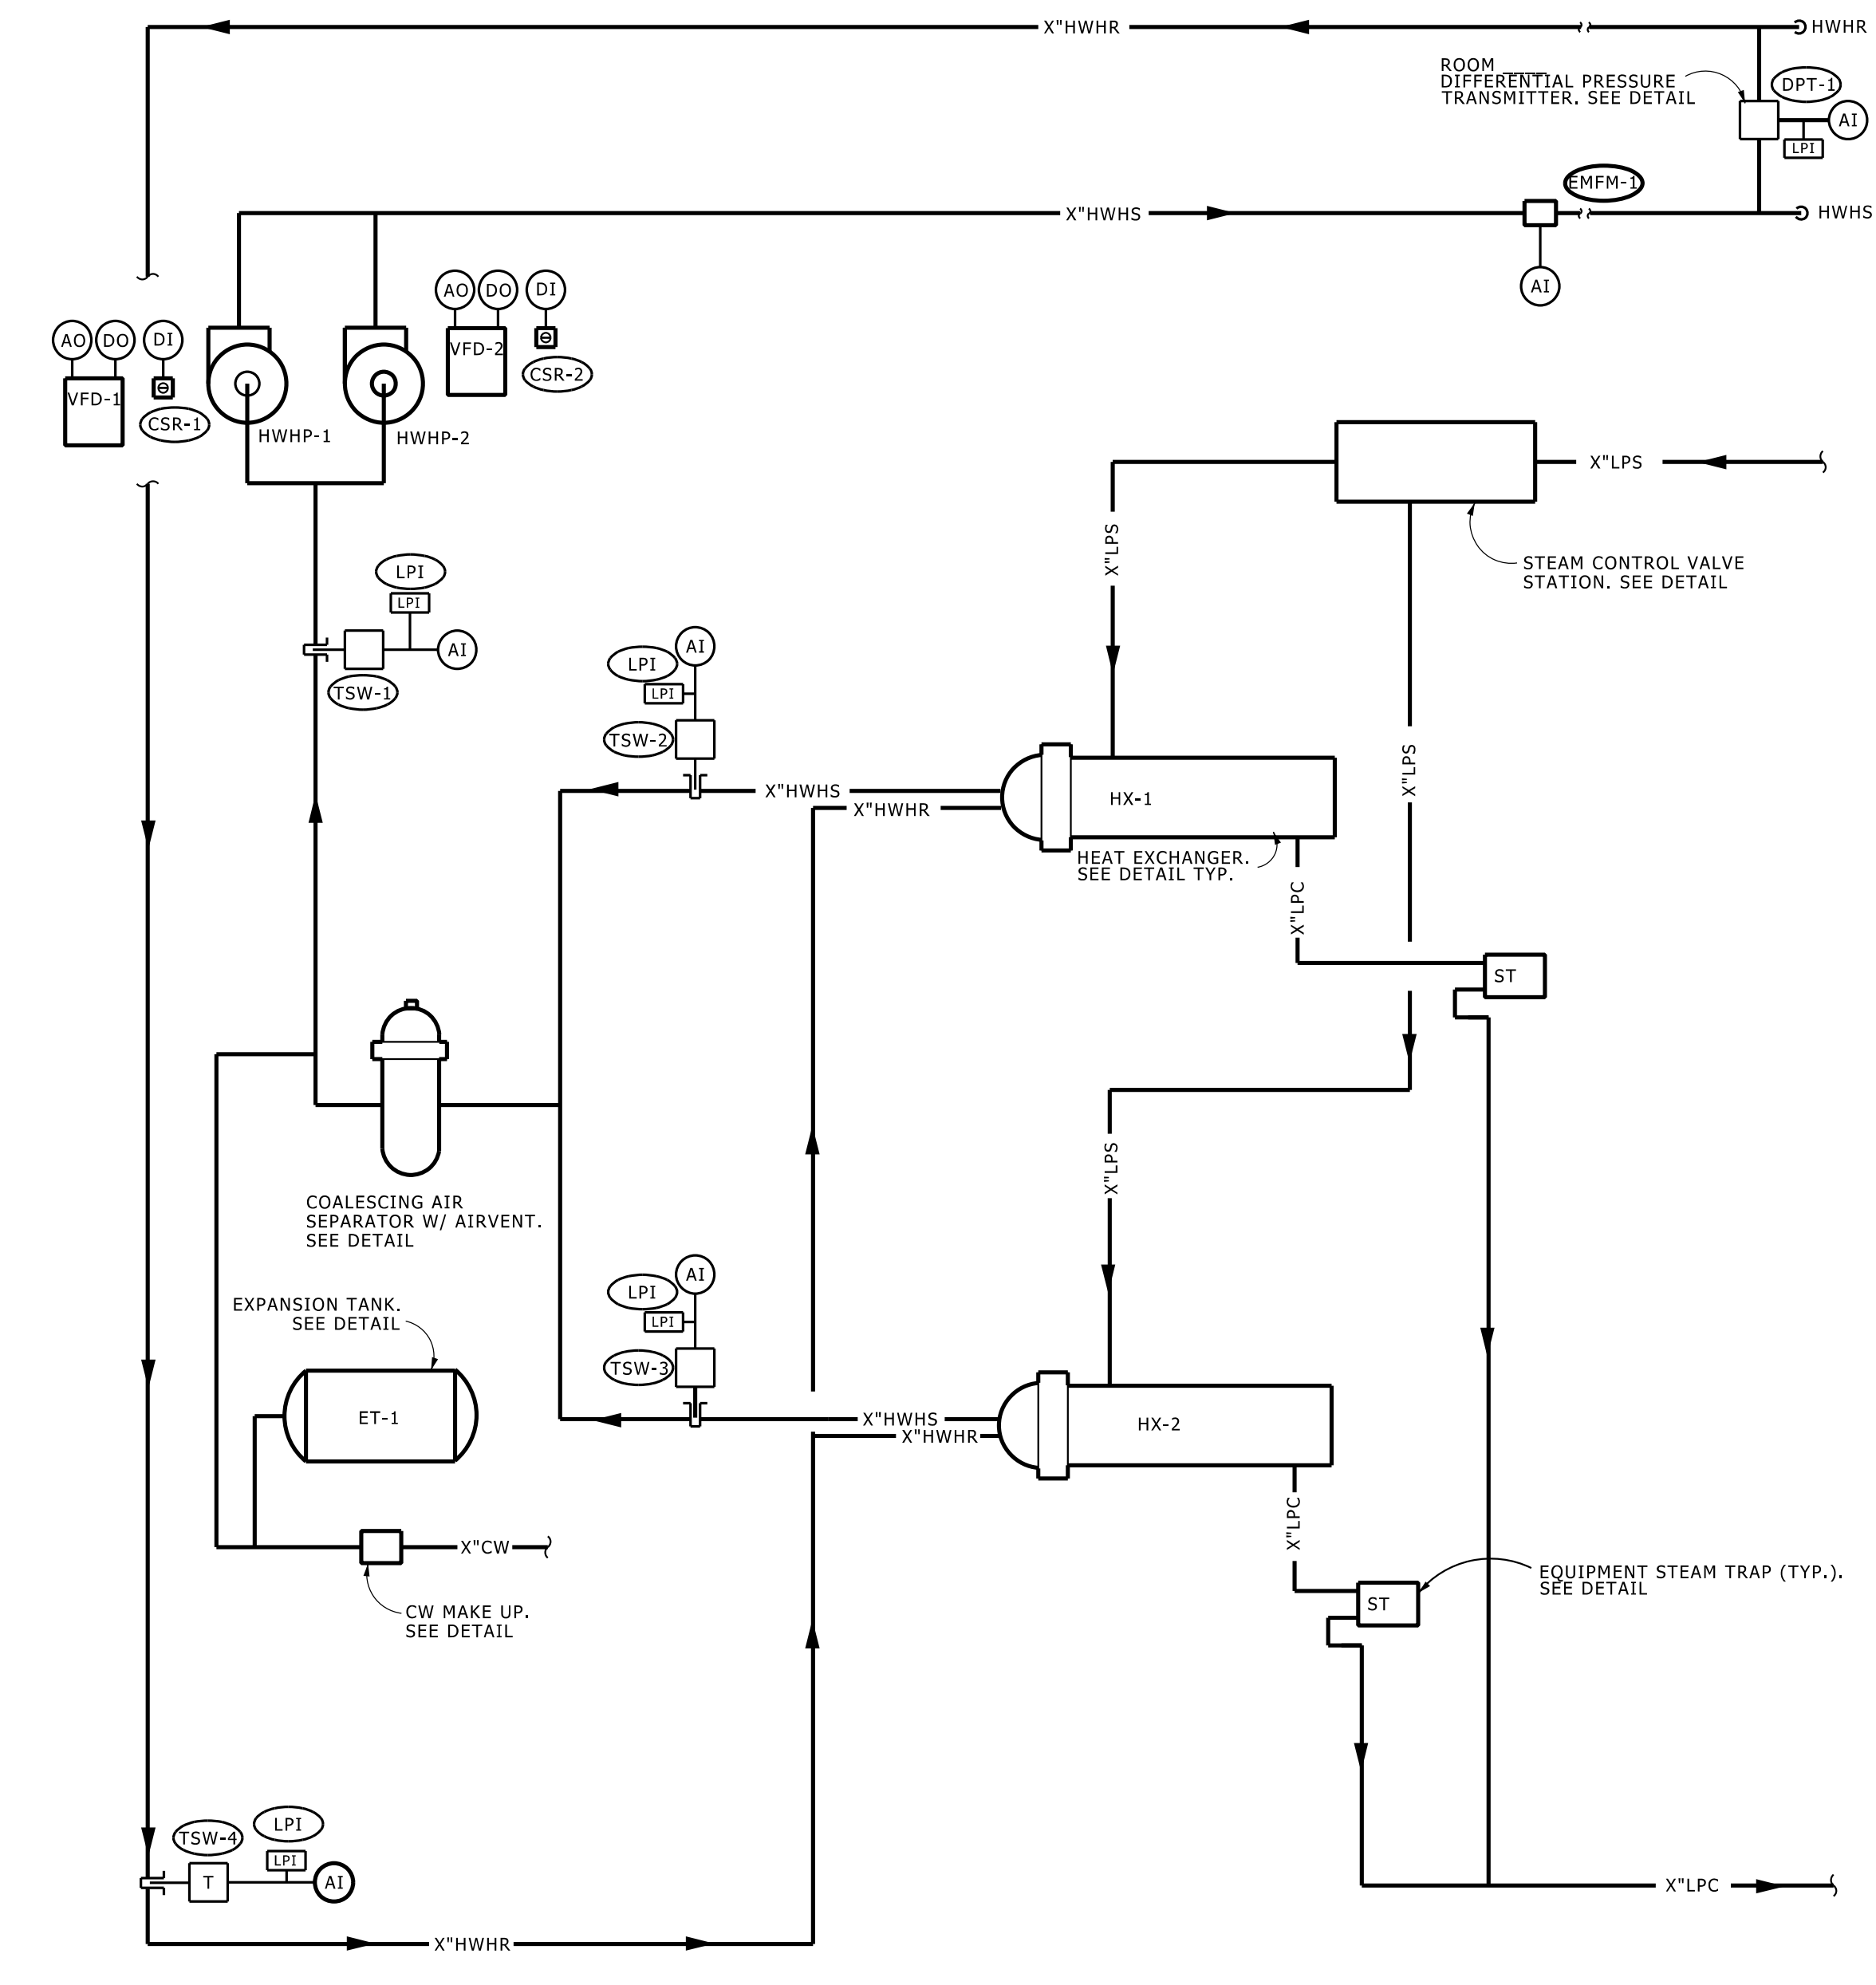 X"HWHR
HWHR
ROOM
DIFFERENTIAL PRESSURE
TRANSMITTER. SEE DETAIL
DPT-1
AI
LPI
EMFM-1
X"HWHS
HWHS
AI
AO
DO
DI
VFD-2
CSR-2
AO
DO
DI
VFD-1
CSR-1
HWHP-1
HWHP-2
X"LPS
X"LPS
STEAM CONTROL VALVE
STATION. SEE DETAIL
LPI
LPI
AI
TSW-1
AI
LPI
LPI
TSW-2
X"LPS
X"HWHS
X"HWHR
HX-1
HEAT EXCHANGER.
SEE DETAIL TYP.
X"LPC
ST
X"LPS
COALESCING AIR
SEPARATOR W/ AIRVENT.
SEE DETAIL
AI
LPI
LPI
TSW-3
EXPANSION TANK.
SEE DETAIL
ET-1
X"HWHS
X"HWHR
HX-2
X"LPC
X"CW
CW MAKE UP.
SEE DETAIL
EQUIPMENT STEAM TRAP (TYP.).
SEE DETAIL
ST
TSW-4
LPI
LPI
T
AI
X"LPC
X"HWHR